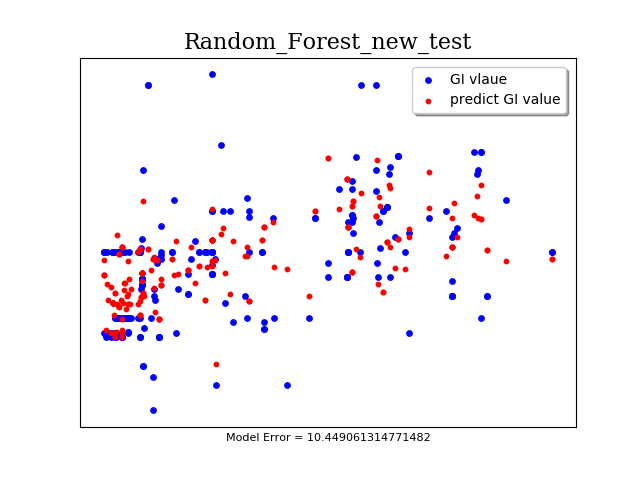 Random_Forest_new_test
GI vlaue
predict GI value
Model Error = 10.449061314771482